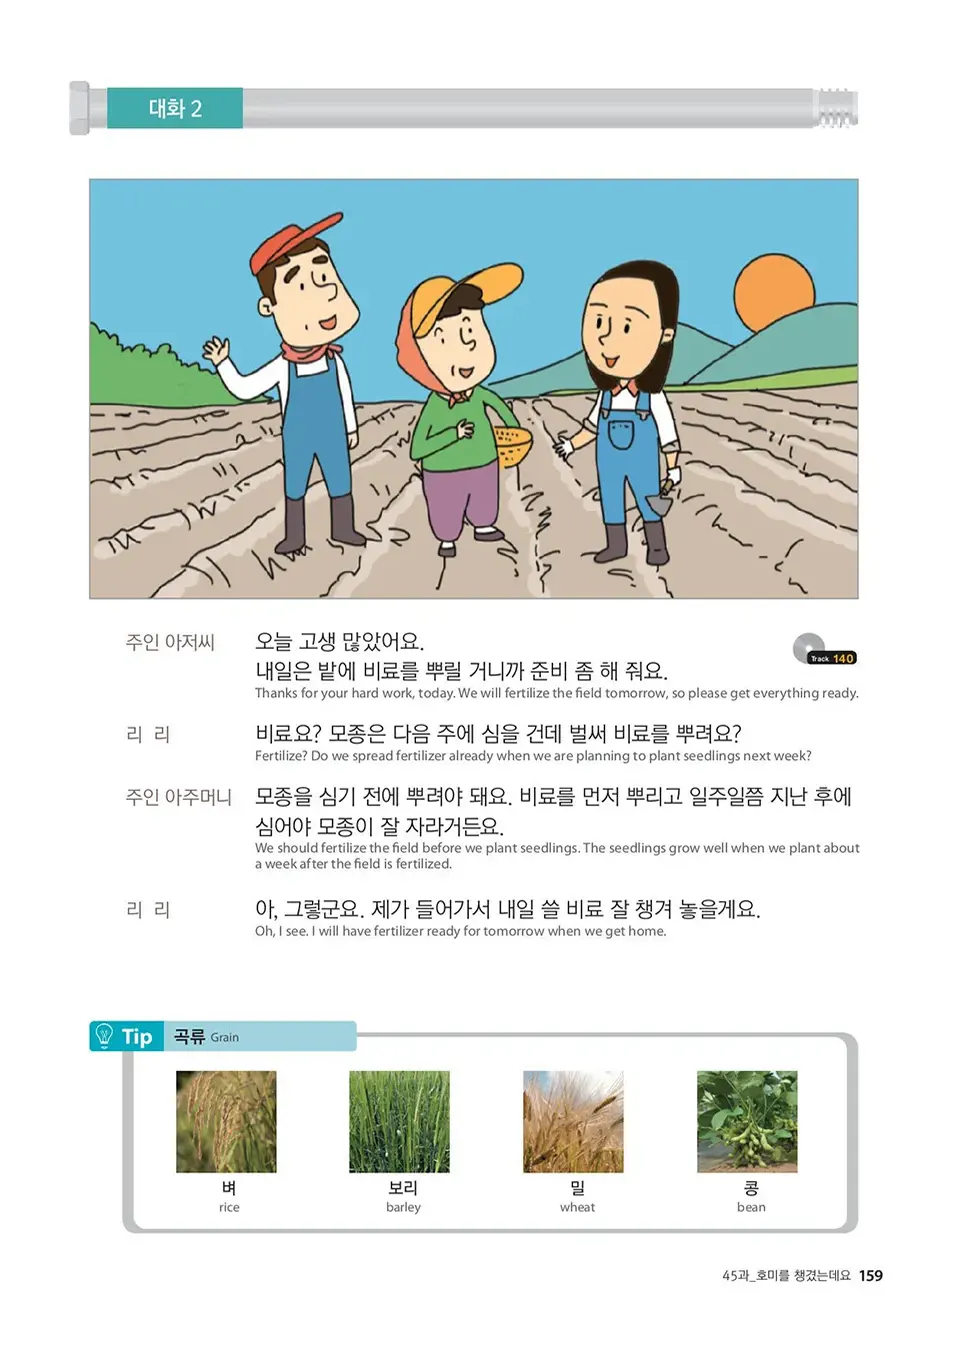 대화 2
주인 아저씨
오늘 고생 많았어요.
내일은 밭에 비료를 뿌릴 거니까 준비 좀 해 줘요.
Thanks for your hard work, today. We will fertilize the field tomorrow, so please get everything ready.
Track 140
리 리
비료요? 모종은 다음 주에 심을 건데 벌써 비료를 뿌려요?
Fertilize? Do we spread fertilizer already when we are planning to plant seedlings next week?
주인 아주머니
모종을 심기 전에 뿌려야 돼요. 비료를 먼저 뿌리고 일주일쯤 지난 후에
심어야 모종이 잘 자라거든요.
We should fertilize the field before we plant seedlings. The seedlings grow well when we plant about
a week after the field is fertilized.
리 리
아, 그렇군요. 제가 들어가서 내일 쓸 비료 잘 챙겨 놓을게요.
Oh, I see. I will have fertilizer ready for tomorrow when we get home.
Tip 곡류 Grain
벼
rice
보리
barley
밀
wheat
콩
bean
45과_호미를 챙겼는데요 159